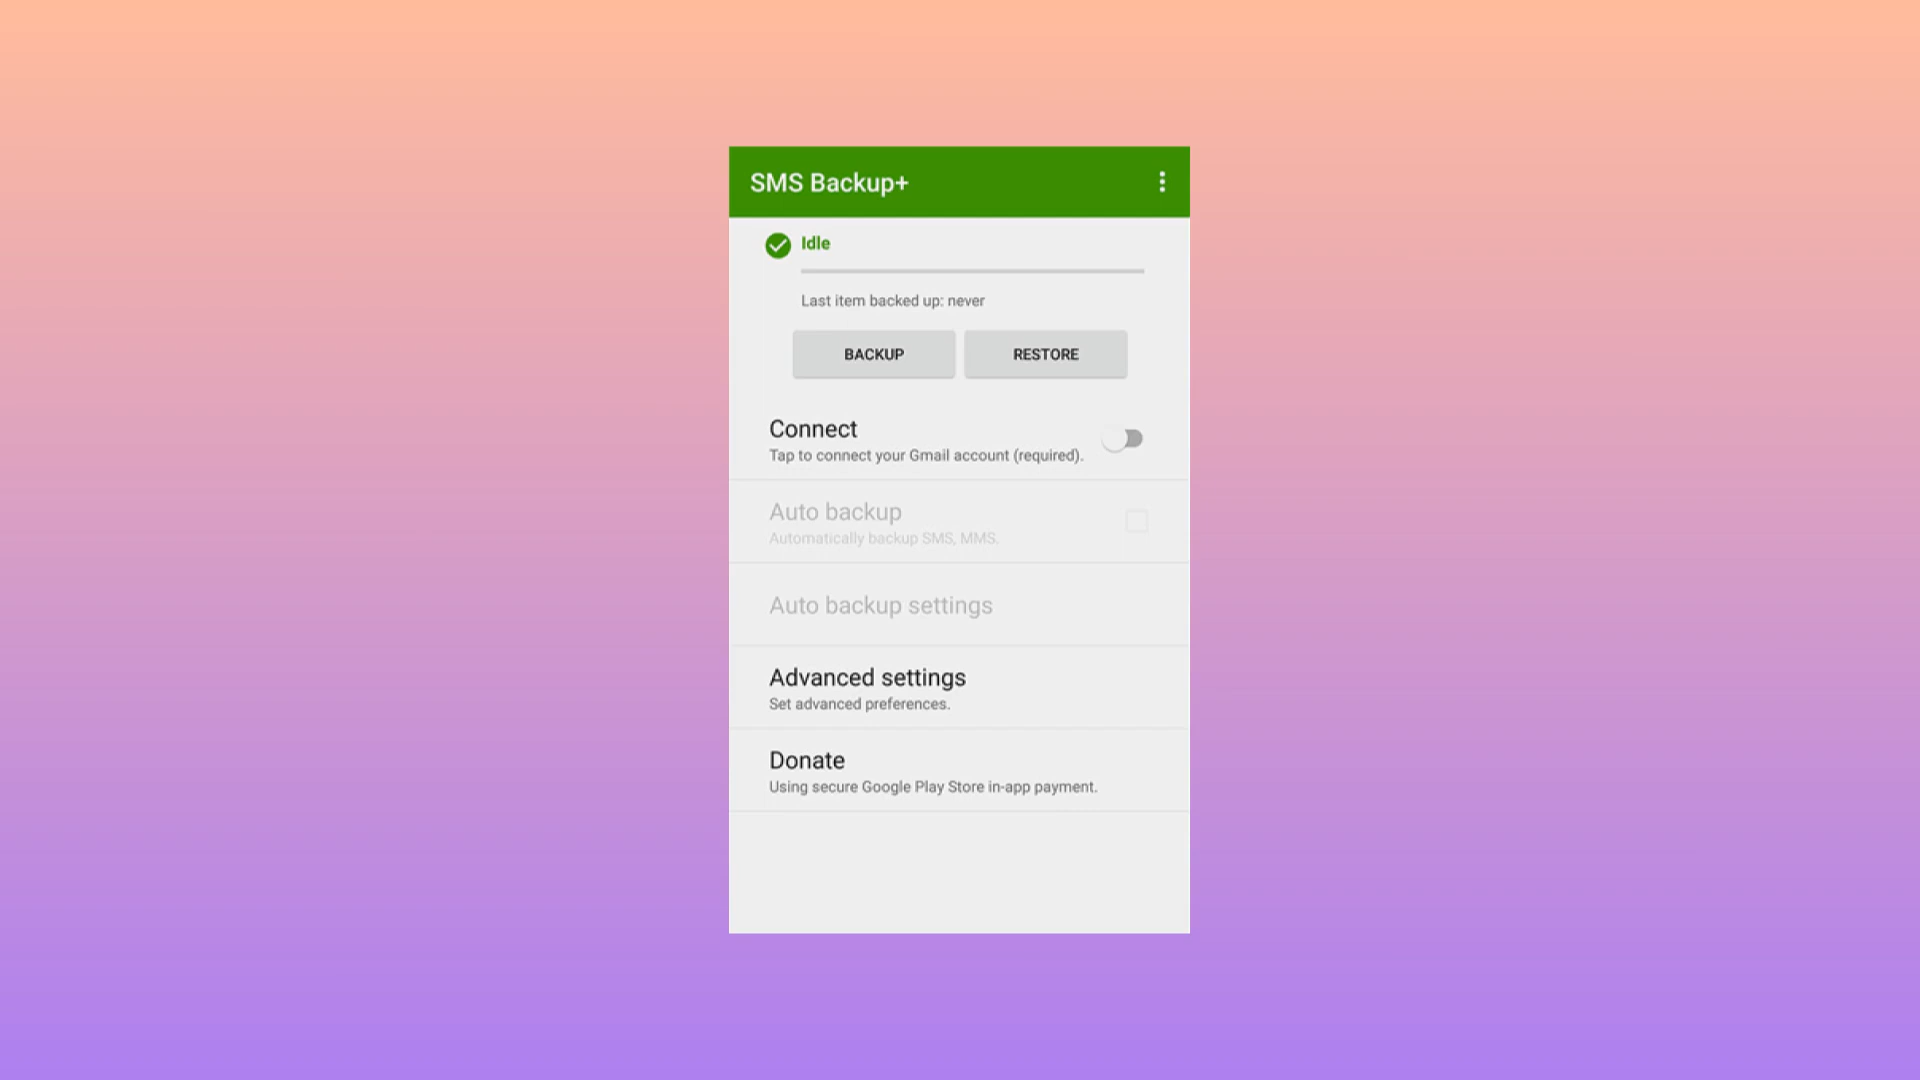 SMS Backup+
Idle
Last item backed up: never
BACKUP RESTORE
Connect
Tap to connect your Gmail account (required).
Auto backup
Automatically backup SMS, MMS.
Auto backup settings
Advanced settings
Set advanced preferences.
Donate
Using secure Google Play Store in-app payment.